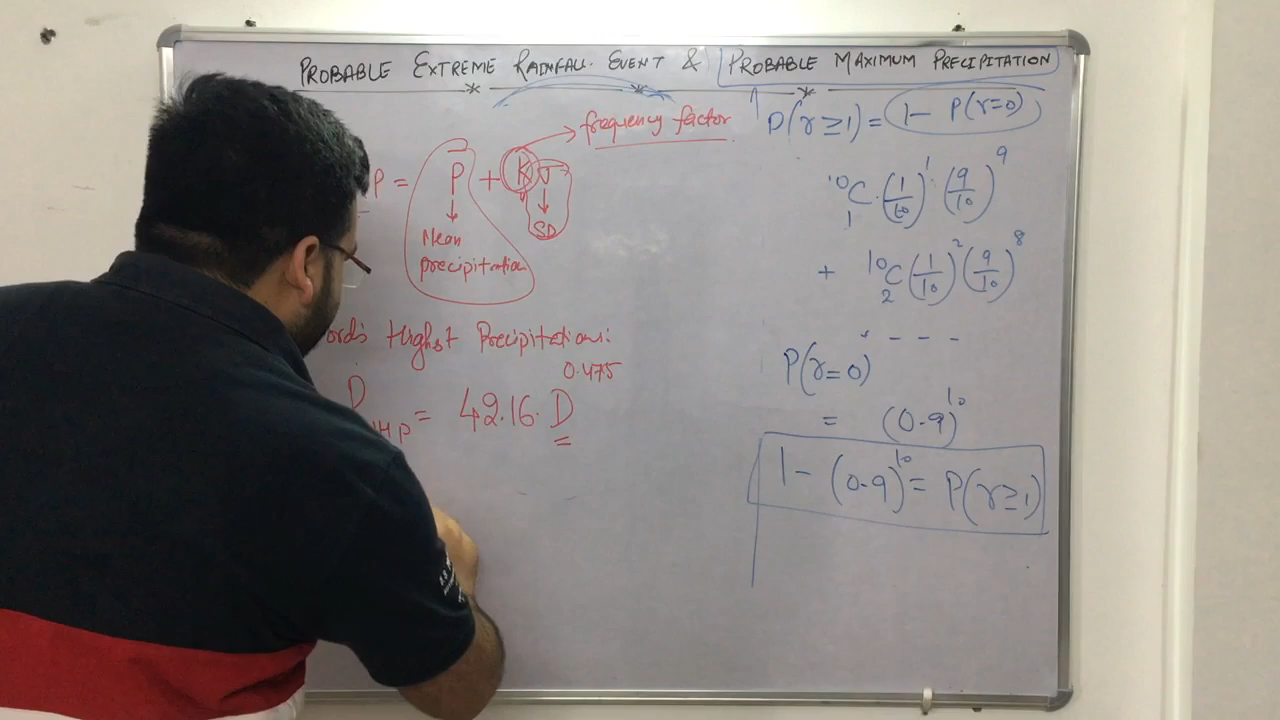 PROBABLE EXTREME RAINFALL EVENT & PROBABLE MAXIMUM PRECIPITATION
P = P̄ + Kσ
frequency factor
Mean
precipitation
SD
Highest Precipitation:
P = 42.16. D^0.475
P(r ≥ 1) = 1 - P(r=0)
¹⁰C₁ . (1/10)¹ . (9/10)⁹
+ ¹⁰C₂ (1/10)² (9/10)⁸
- - -
P(r=0)
= (0.9)¹⁰
1 - (0.9)¹⁰ = P(r≥1)